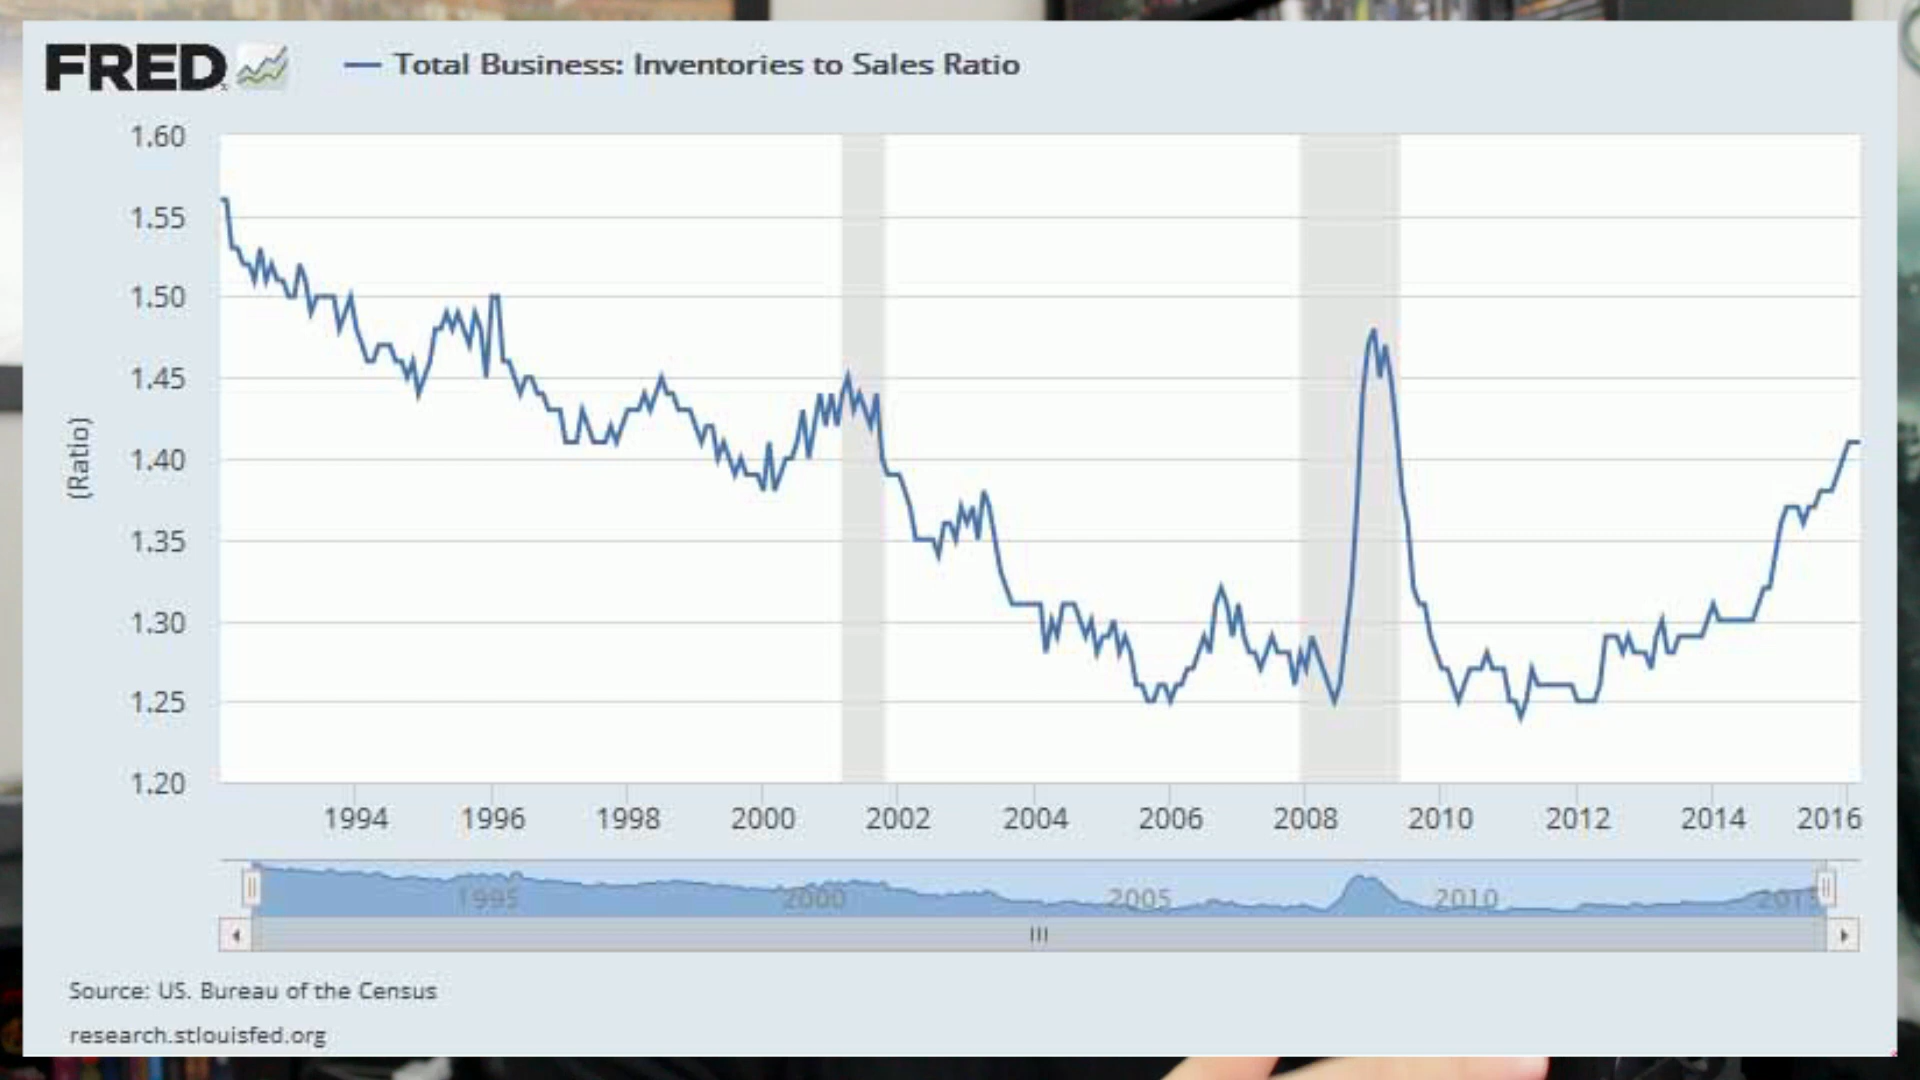 FRED
Total Business: Inventories to Sales Ratio
1.60
1.55
1.50
1.45
1.40
1.35
1.30
1.25
1.20
(Ratio)
1994 1996 1998 2000 2002 2004 2006 2008 2010 2012 2014 2016
1995 2000 2005 2010
Source: US. Bureau of the Census
research.stlouisfed.org